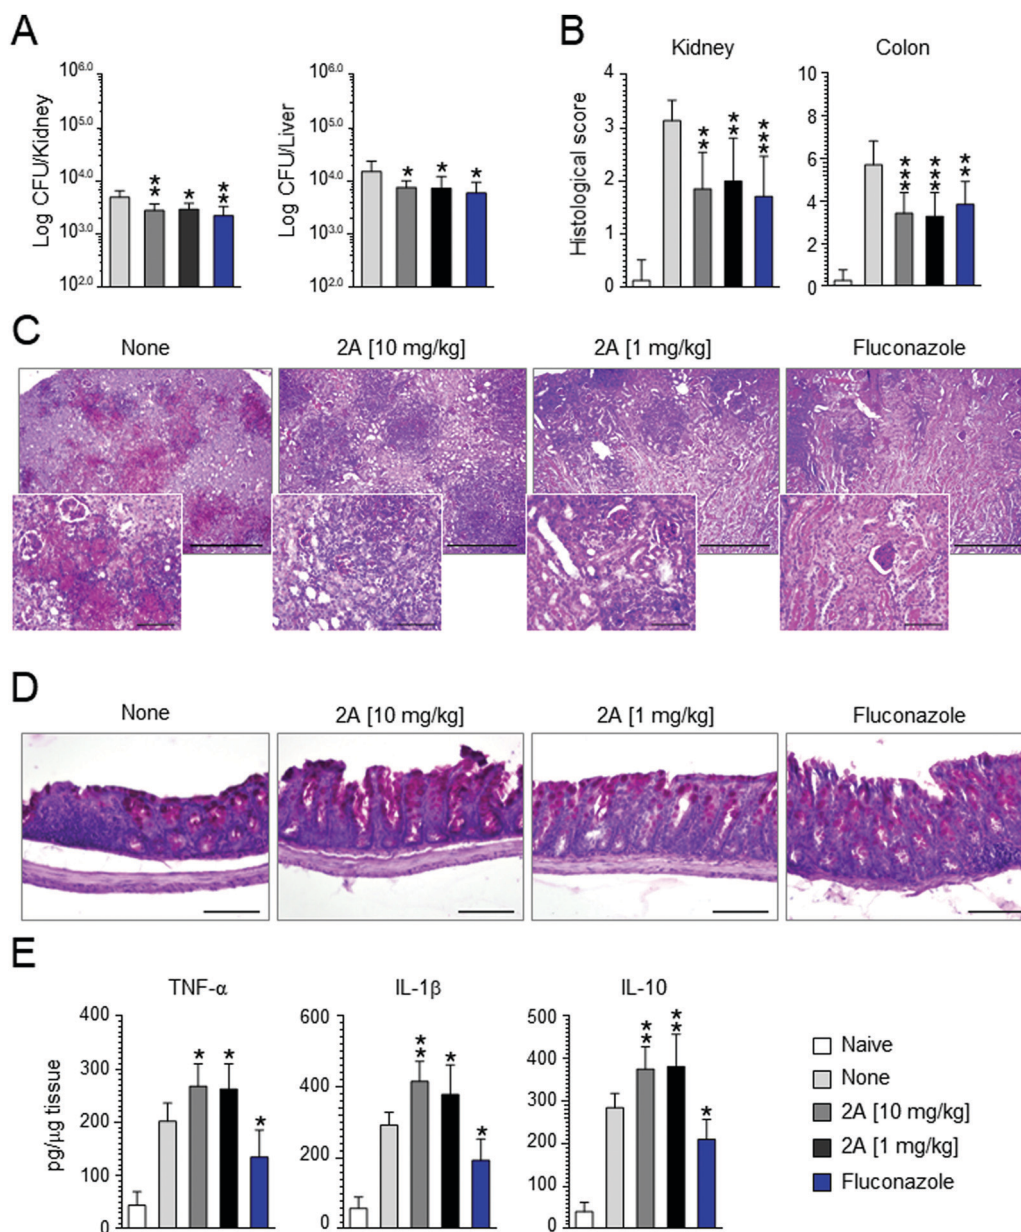 A
Log CFU/Kidney
10^6.0
10^5.0
10^4.0
10^3.0
10^2.0
**
*
**
Log CFU/Liver
10^6.0
10^5.0
10^4.0
10^3.0
10^2.0
*
*
*
B
Kidney
Histological score
4
3
2
1
0
**
**
***
Colon
10
8
6
4
2
0
***
***
**
C
None
2A [10 mg/kg]
2A [1 mg/kg]
Fluconazole
D
None
2A [10 mg/kg]
2A [1 mg/kg]
Fluconazole
E
TNF-α
pg/μg tissue
400
300
200
100
0
*
*
*
IL-1β
600
400
200
0
**
*
*
IL-10
500
400
300
200
100
0
**
**
*
Naive
None
2A [10 mg/kg]
2A [1 mg/kg]
Fluconazole